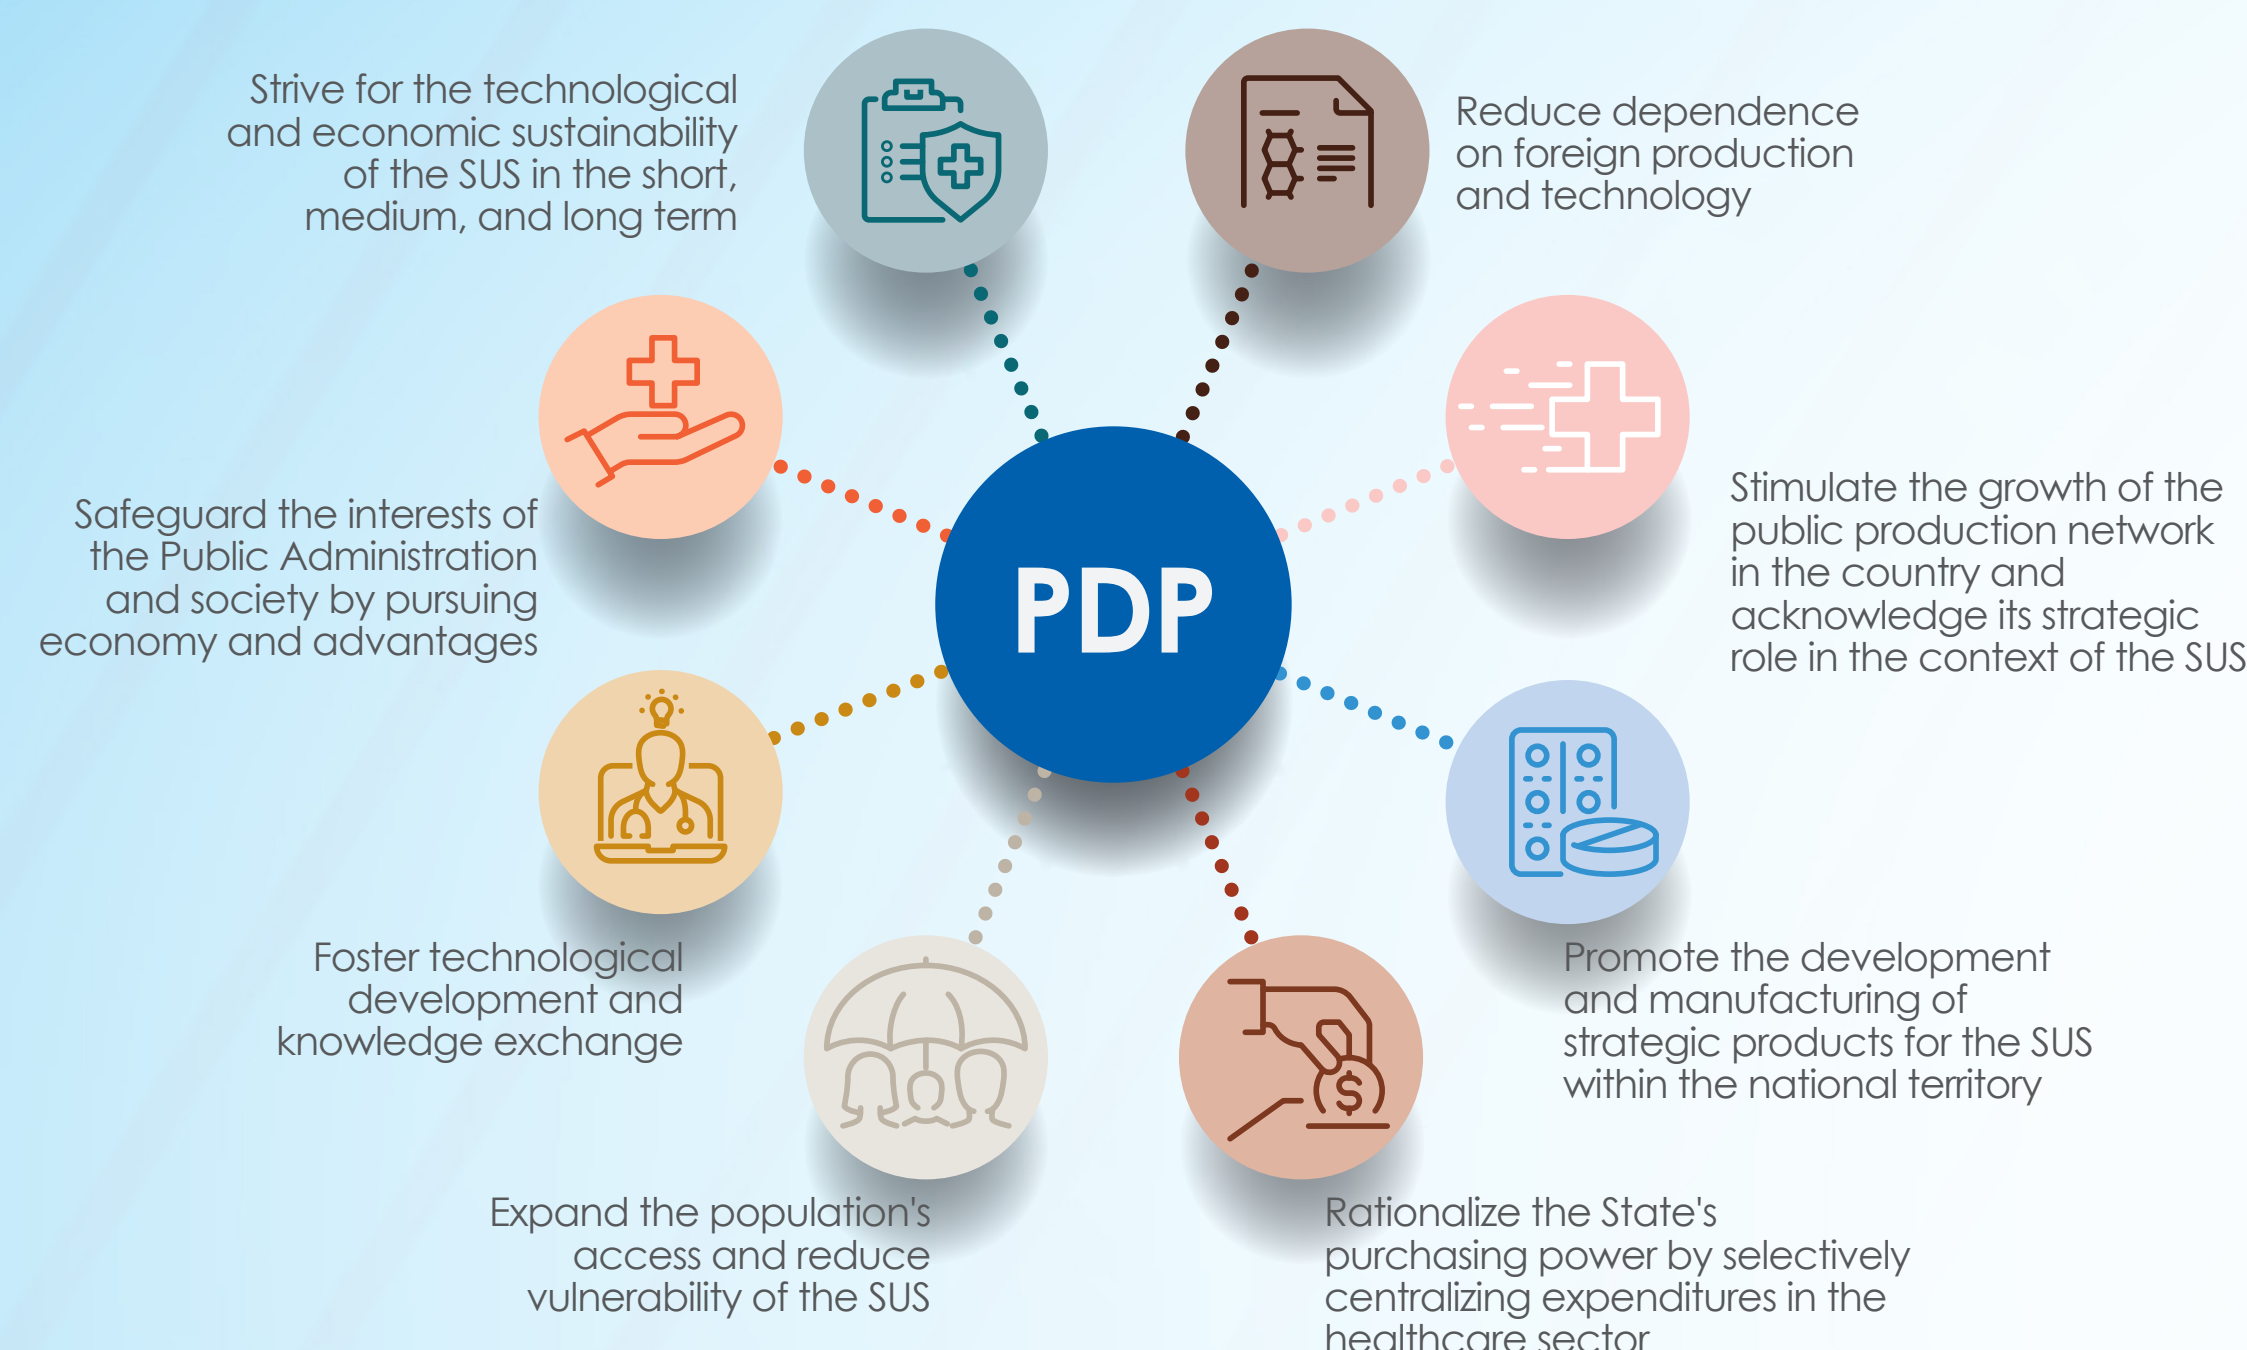 Strive for the technological
and economic sustainability
of the SUS in the short,
medium, and long term
Reduce dependence
on foreign production
and technology
Safeguard the interests of
the Public Administration
and society by pursuing
economy and advantages
PDP
Stimulate the growth of the
public production network
in the country and
acknowledge its strategic
role in the context of the SUS
Foster technological
development and
knowledge exchange
Promote the development
and manufacturing of
strategic products for the SUS
within the national territory
Expand the population's
access and reduce
vulnerability of the SUS
Rationalize the State's
purchasing power by selectively
centralizing expenditures in the
healthcare sector
$